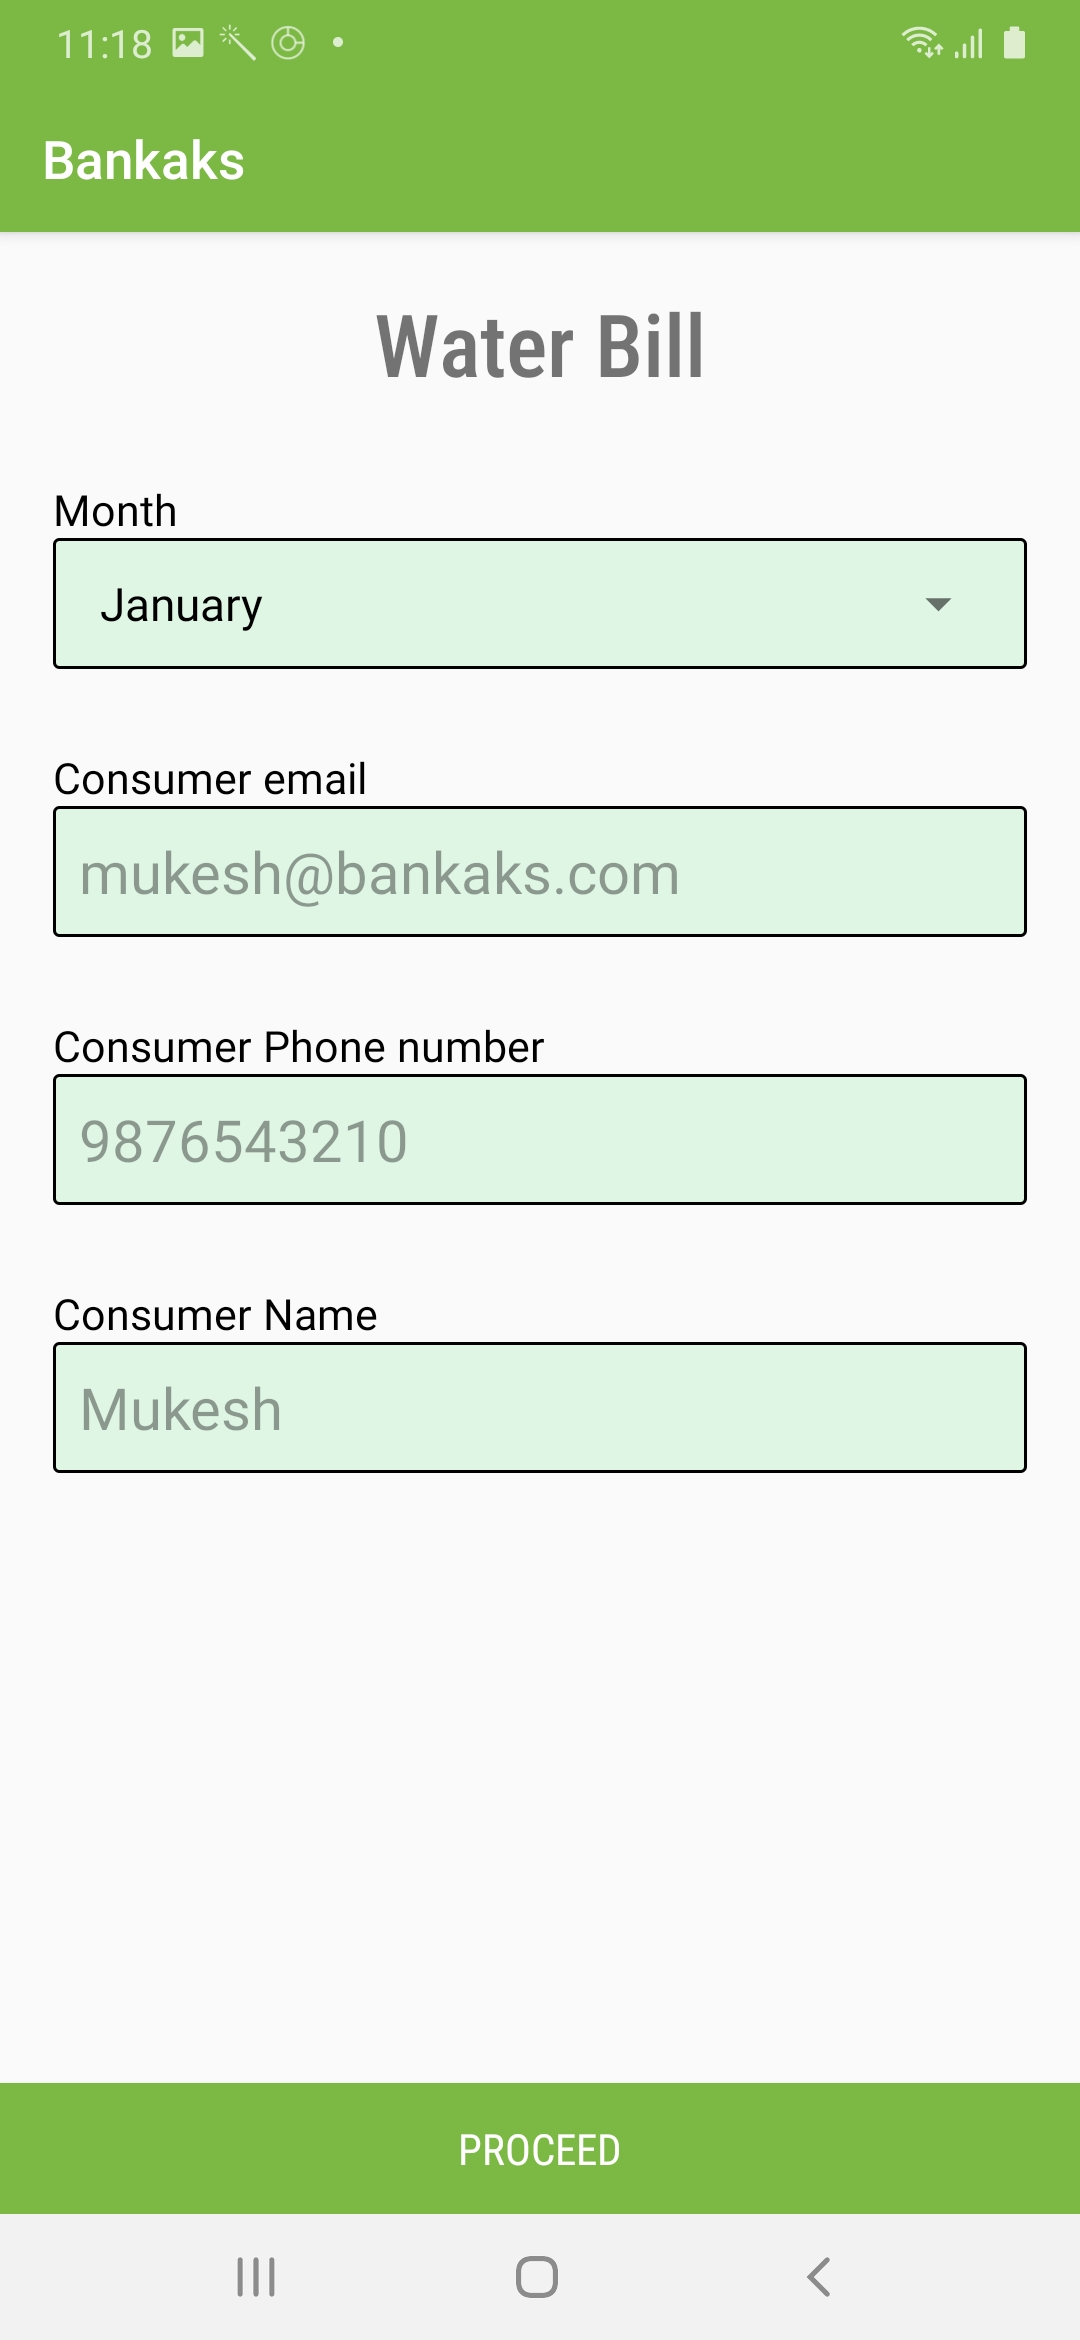 11:18
Bankaks
Water Bill
Month
January
Consumer email
mukesh@bankaks.com
Consumer Phone number
9876543210
Consumer Name
Mukesh
PROCEED